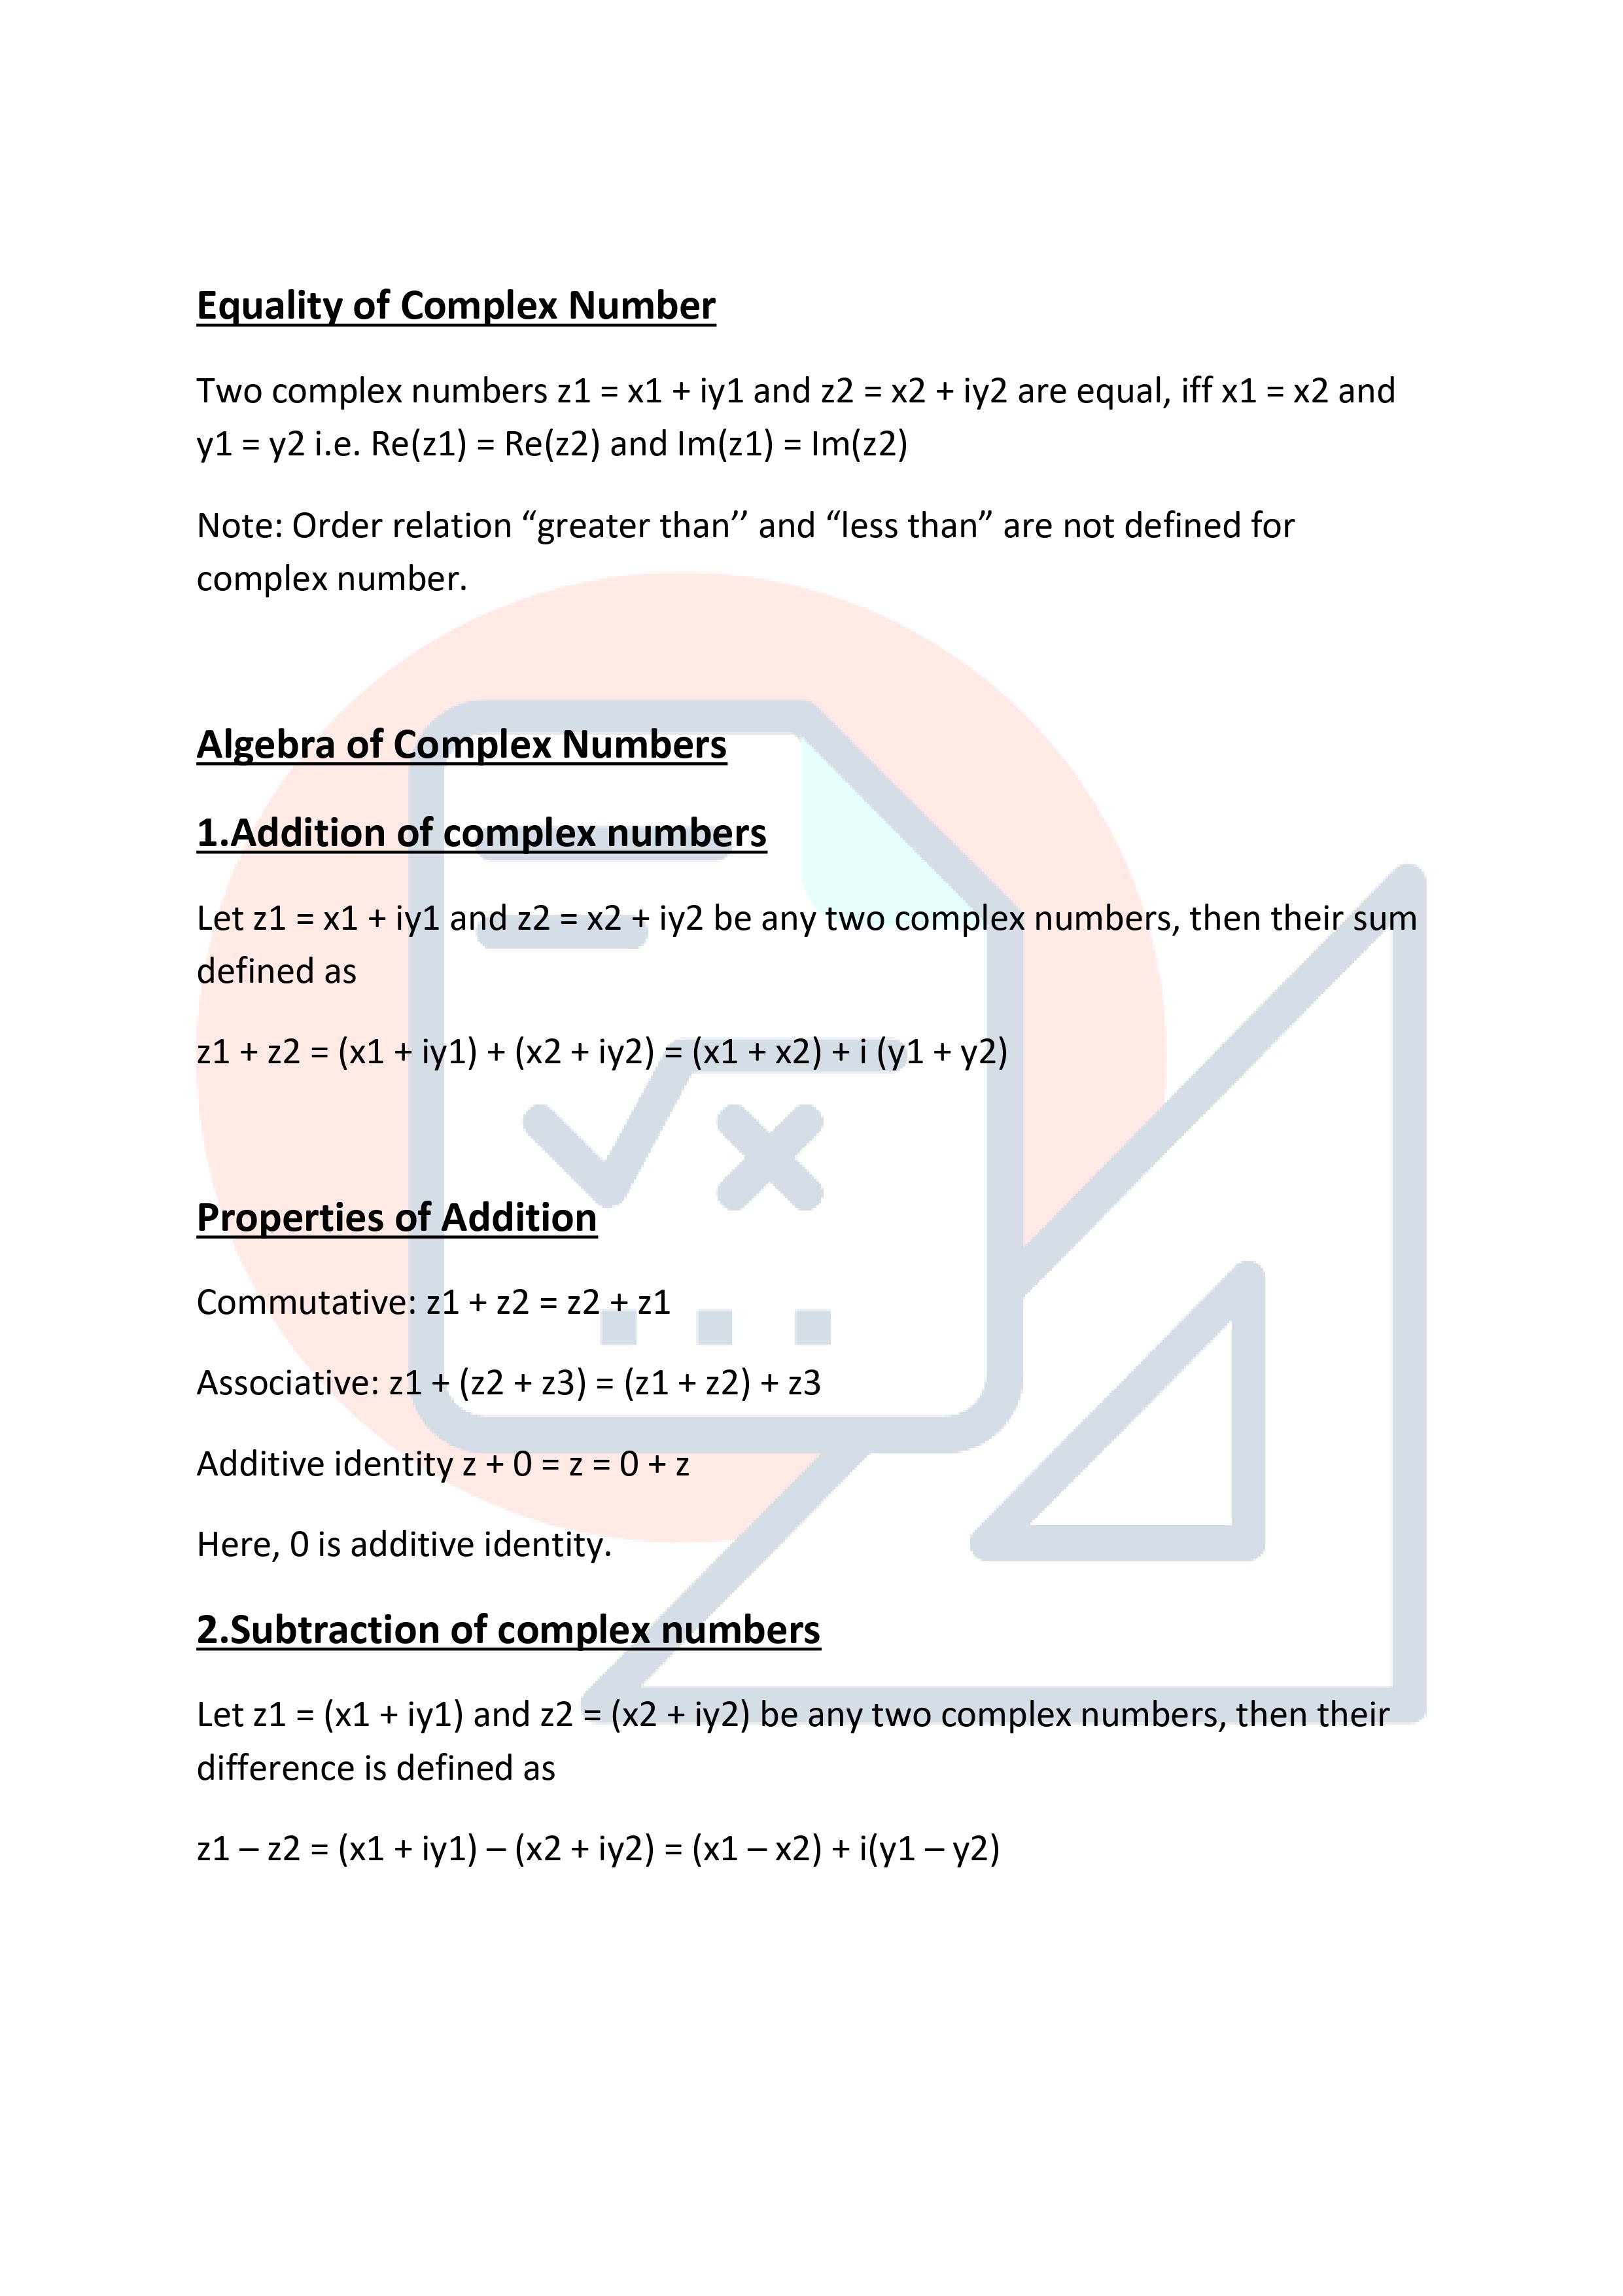 Equality of Complex Number
Two complex numbers z1 = x1 + iy1 and z2 = x2 + iy2 are equal, iff x1 = x2 and
y1 = y2 i.e. Re(z1) = Re(z2) and Im(z1) = Im(z2)
Note: Order relation “greater than’’ and “less than” are not defined for
complex number.
Algebra of Complex Numbers
1.Addition of complex numbers
Let z1 = x1 + iy1 and z2 = x2 + iy2 be any two complex numbers, then their sum
defined as
z1 + z2 = (x1 + iy1) + (x2 + iy2) = (x1 + x2) + i (y1 + y2)
Properties of Addition
Commutative: z1 + z2 = z2 + z1
Associative: z1 + (z2 + z3) = (z1 + z2) + z3
Additive identity z + 0 = z = 0 + z
Here, 0 is additive identity.
2.Subtraction of complex numbers
Let z1 = (x1 + iy1) and z2 = (x2 + iy2) be any two complex numbers, then their
difference is defined as
z1 – z2 = (x1 + iy1) – (x2 + iy2) = (x1 – x2) + i(y1 – y2)